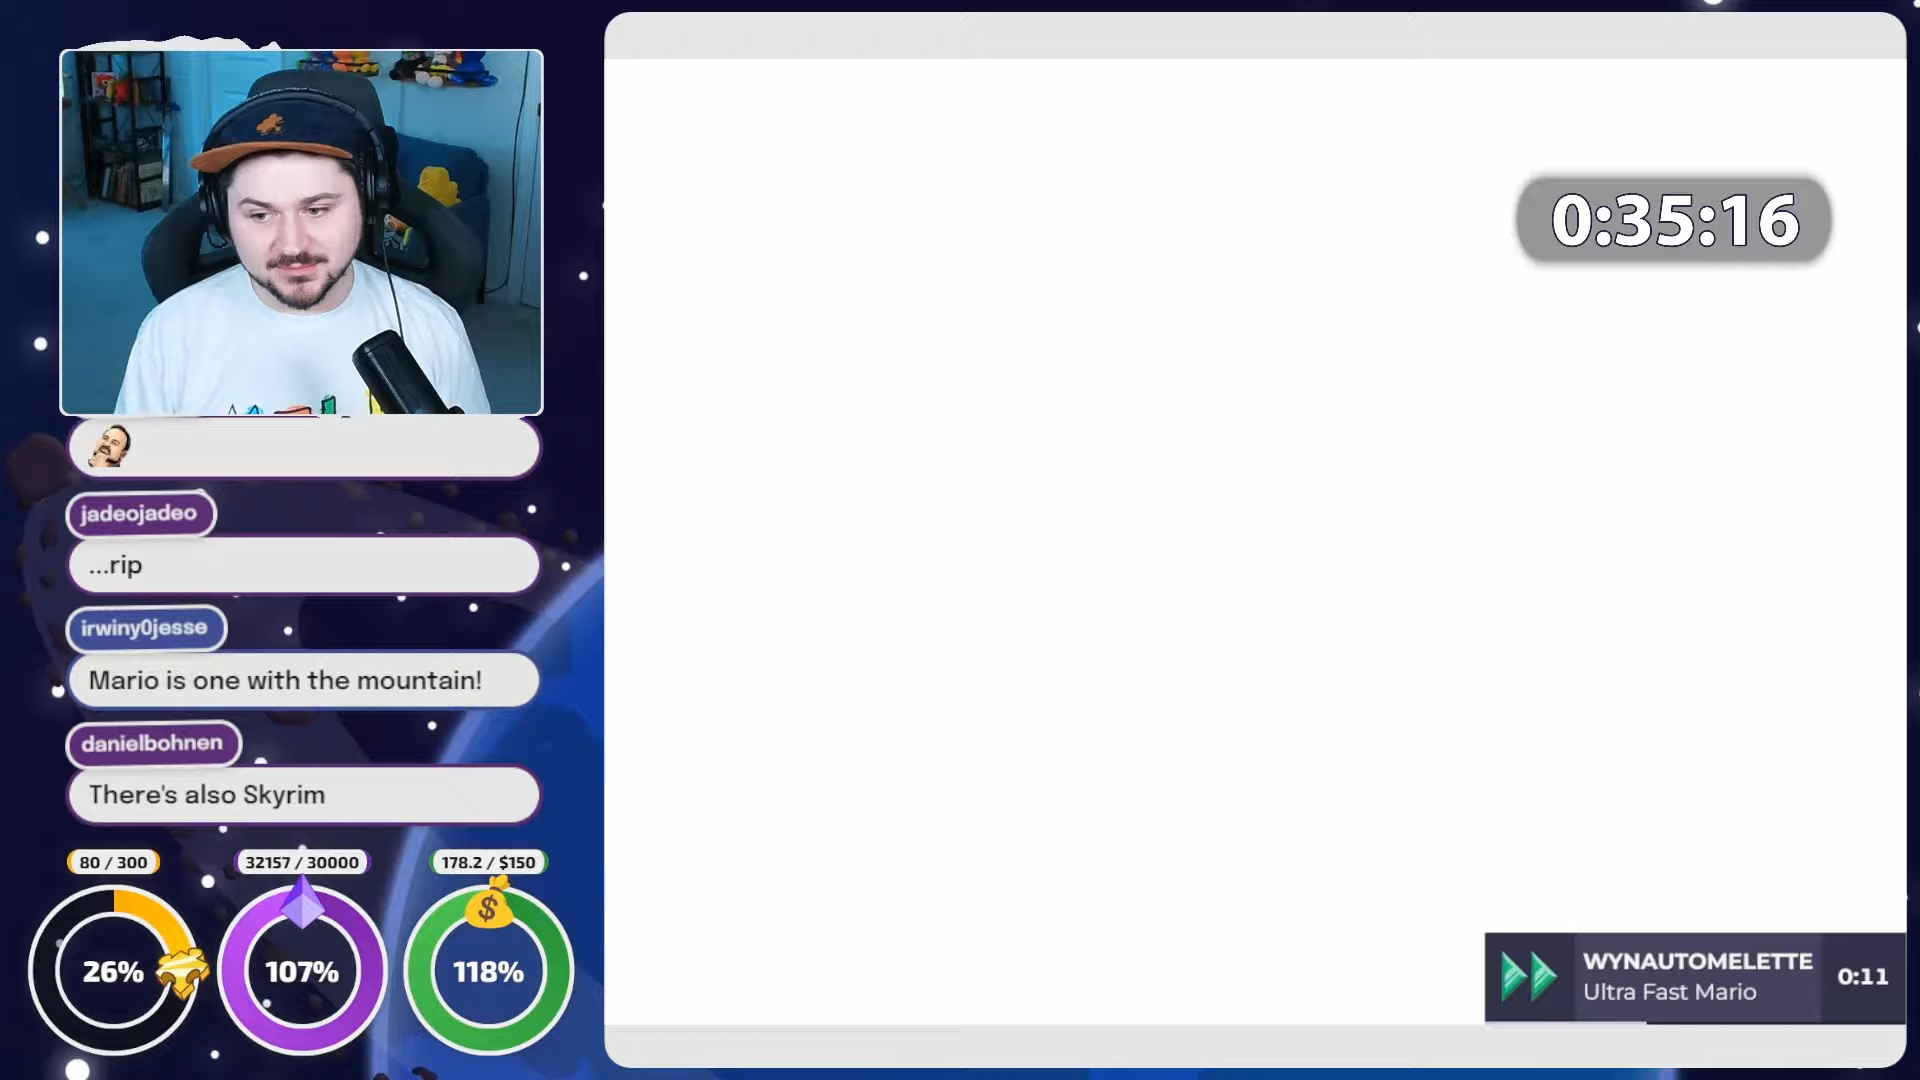 0:35:16
jadeojadeo
...rip
irwiny0jesse
Mario is one with the mountain!
danielbohnen
There's also Skyrim
80 / 300
32157 / 30000
178.2 / $150
26%
107%
118%
WYNAUTOMELETTE
Ultra Fast Mario
0:11